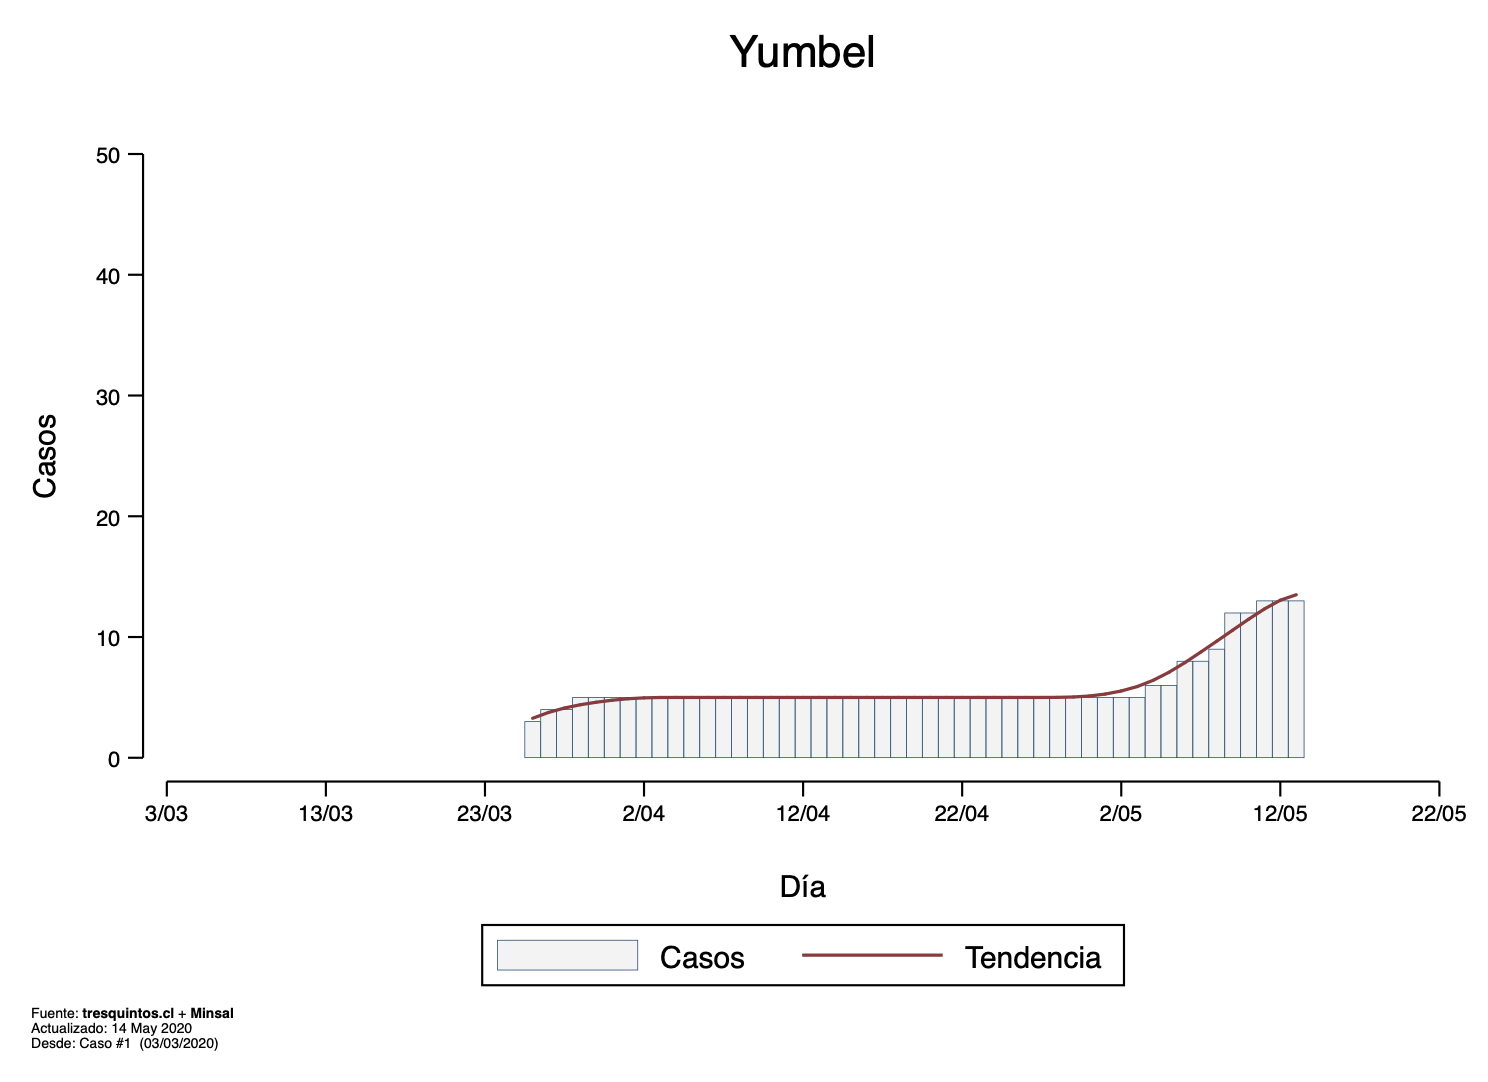 Yumbel
50
40
30
20
10
0
Casos
3/03 13/03 23/03 2/04 12/04 22/04 2/05 12/05 22/05
Día
Casos Tendencia
Fuente: tresquintos.cl + Minsal
Actualizado: 14 May 2020
Desde: Caso #1 (03/03/2020)